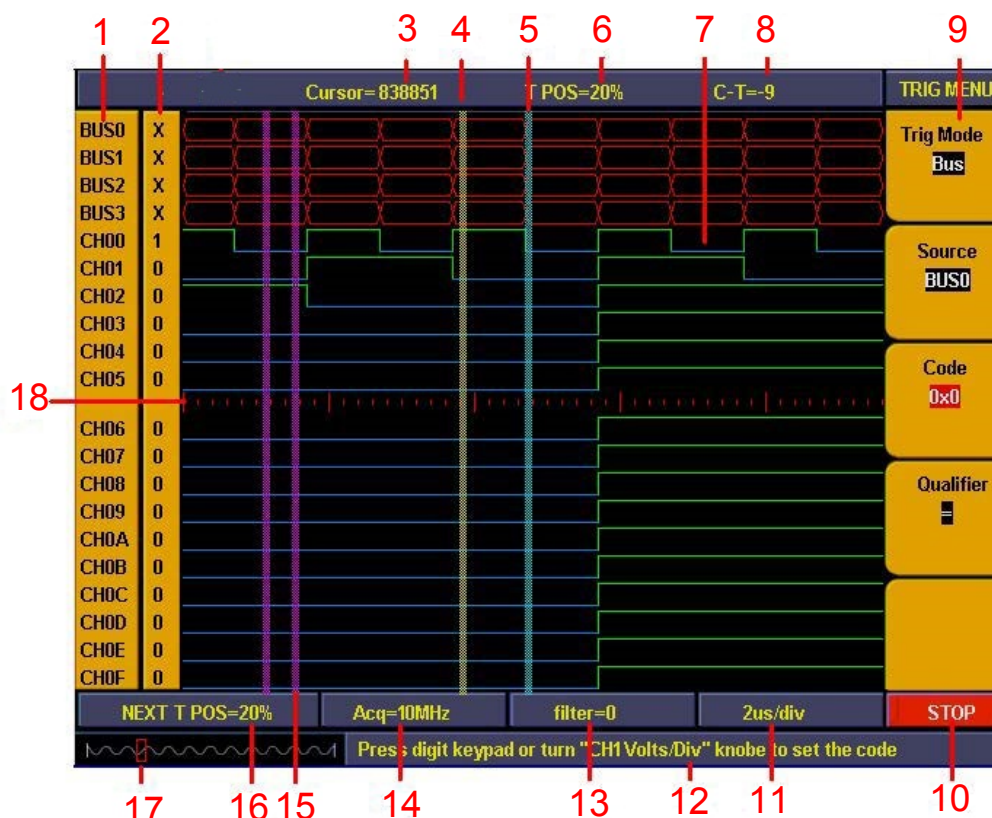 1 2 3 4 5 6 7 8 9
Cursor=838851 T POS=20% C-T=-9 TRIG MENU
BUS0 X
BUS1 X
BUS2 X
BUS3 X
CH00 1
CH01 0
CH02 0
CH03 0
CH04 0
CH05 0
18
CH06 0
CH07 0
CH08 0
CH09 0
CH0A 0
CH0B 0
CH0C 0
CH0D 0
CH0E 0
CH0F 0
Trig Mode
Bus
Source
BUS0
Code
0x0
Qualifier
=
NEXT T POS=20% Acq=10MHz filter=0 2us/div STOP
Press digit keypad or turn "CH1 Volts/Div" knobe to set the code
17 16 15 14 13 12 11 10